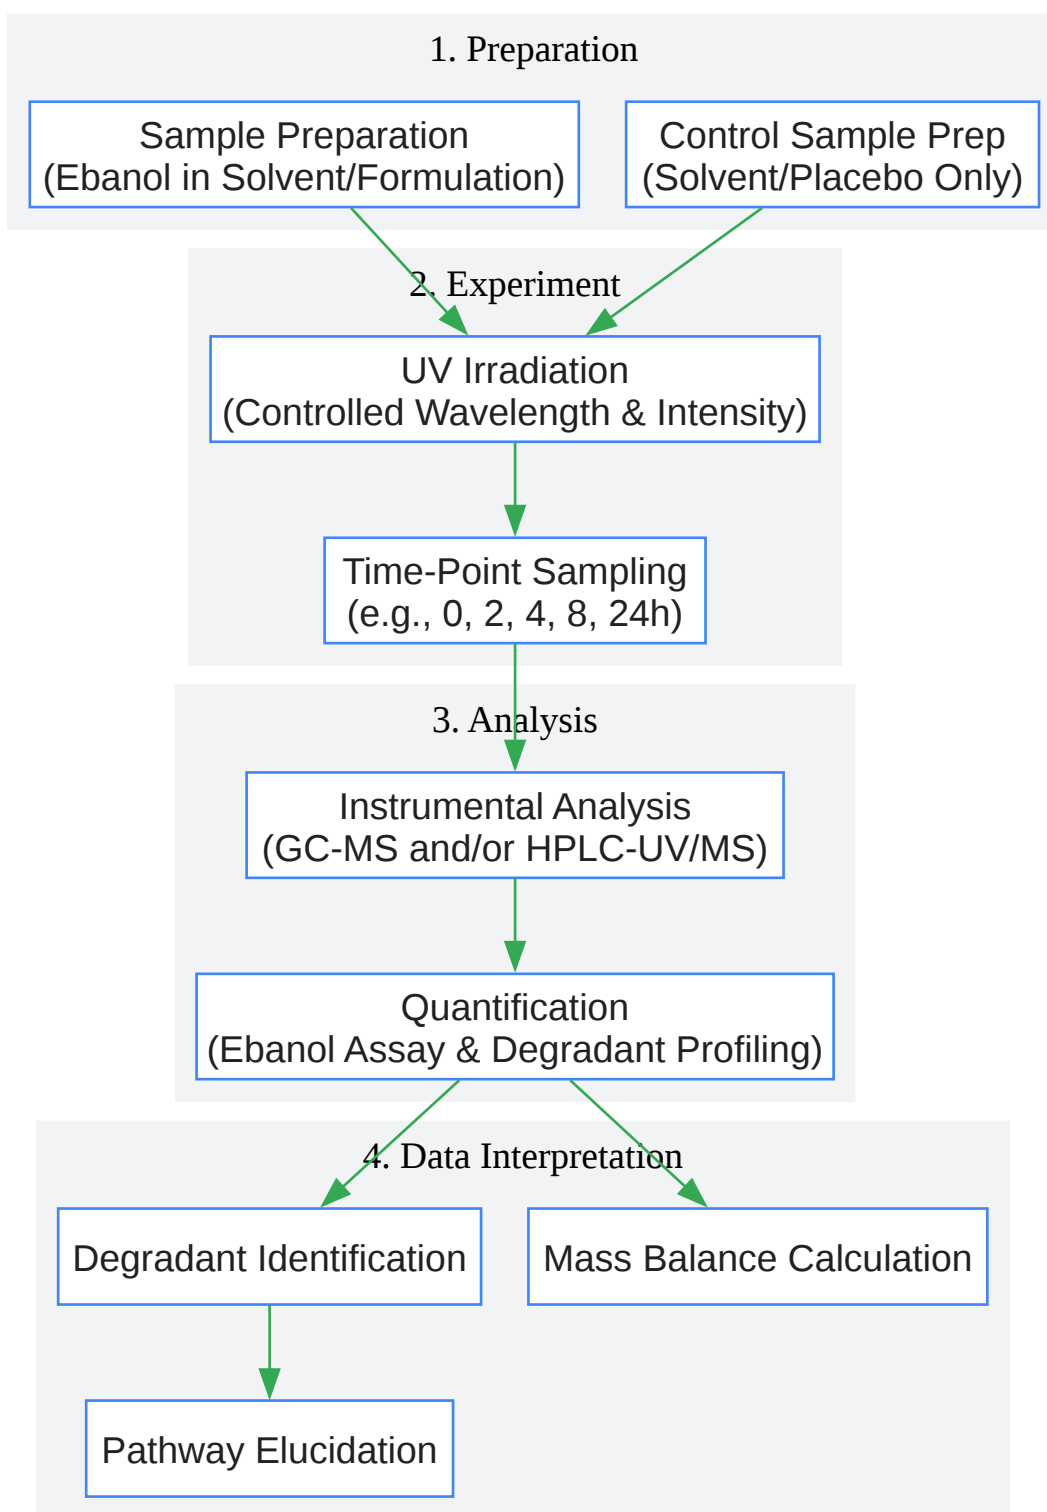 1. Preparation
Sample Preparation
(Ebanol in Solvent/Formulation)
Control Sample Prep
(Solvent/Placebo Only)
2. Experiment
UV Irradiation
(Controlled Wavelength & Intensity)
Time-Point Sampling
(e.g., 0, 2, 4, 8, 24h)
3. Analysis
Instrumental Analysis
(GC-MS and/or HPLC-UV/MS)
Quantification
(Ebanol Assay & Degradant Profiling)
4. Data Interpretation
Degradant Identification
Mass Balance Calculation
Pathway Elucidation